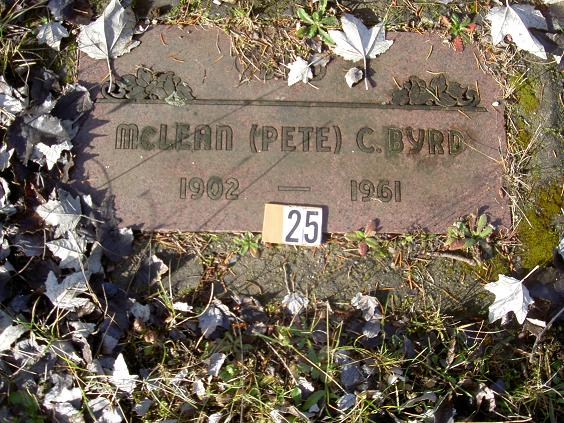 McLEAN (PETE) C. BYRD
1902 — 1961
25